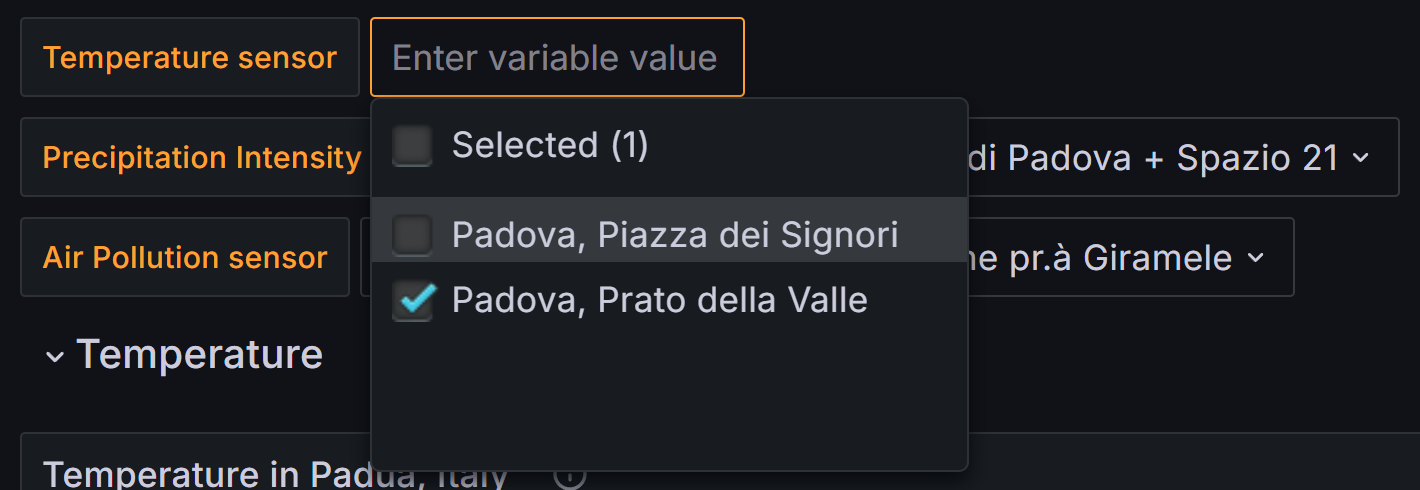 Temperature sensor
Enter variable value
Selected (1)
Precipitation Intensity
di Padova + Spazio 21
Padova, Piazza dei Signori
Air Pollution sensor
pr.à Giramele
Padova, Prato della Valle
Temperature
Temperature in Padua, Italy